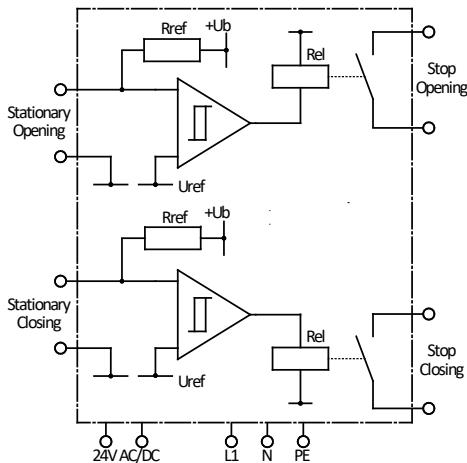 Rref
+Ub
Rel
Stationary
Opening
Stop
Opening
Uref
Rref
+Ub
Stationary
Closing
Rel
Stop
Closing
Uref
24V AC/DC
L1
N
PE